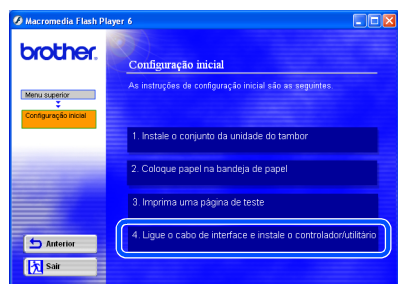 Macromedia Flash Player 6
brother.
Configuração inicial
As instruções de configuração inicial são as seguintes.
Menu superior
Configuração inicial
1. Instale o conjunto da unidade do tambor
2. Coloque papel na bandeja de papel
3. Imprima uma página de teste
4. Ligue o cabo de interface e instale o controlador/utilitário
Anterior
Sair